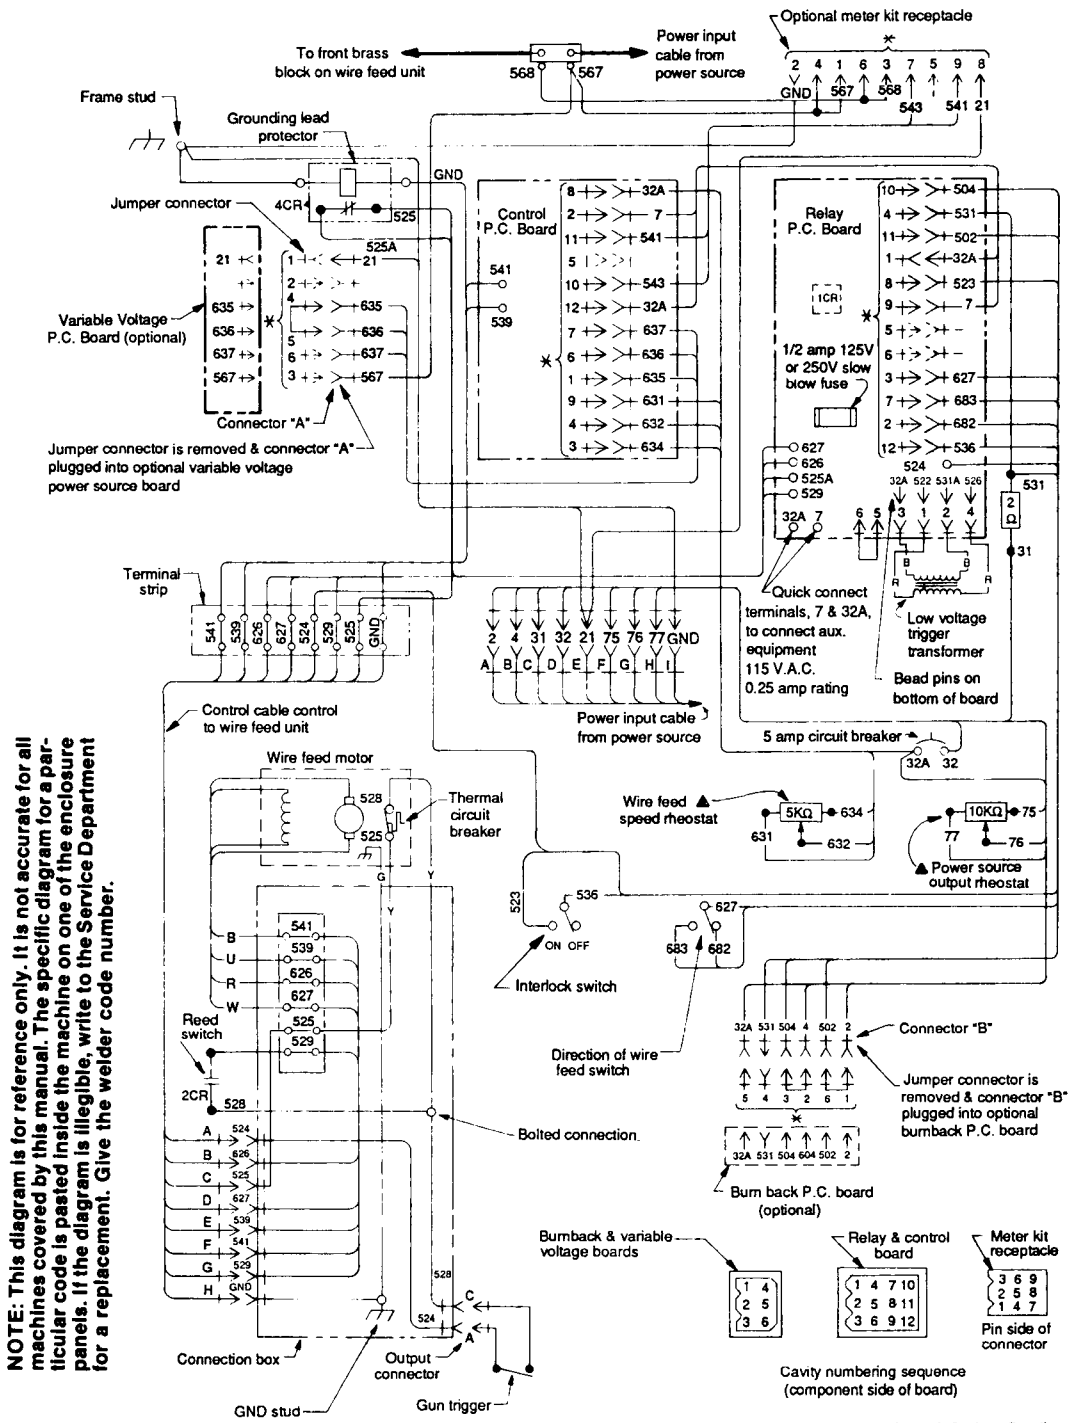 Optional meter kit receptacle
To front brass
block on wire feed unit
568 567
Power input
cable from
power source
*
2 4 1 6 3 7 5 9 8
GND 567 568 543 541 21
Frame stud
Grounding lead
protector
GND
4CR
525
525A
Jumper connector
21 1 21
2
635 4 635
636 5 636
637 6 637
567 3 567
*
Variable Voltage
P.C. Board (optional)
Connector "A"
Jumper connector is removed & connector "A"
plugged into optional variable voltage
power source board
Control
P.C. Board
541
539
*
8 32A
2 7
11 541
5
10 543
12 32A
7 637
6 636
1 635
9 631
4 632
3 634
Relay
P.C. Board
1CR
*
1/2 amp 125V
or 250V slow
blow fuse
10 504
4 531
11 502
1 32A
8 523
9 7
5
6
3 627
7 683
2 682
12 536
524
627
626
525A
529
32A 7
32A 522 531A 526
6 5 3 1 2 4
531
2
Ω
31
R B B R
Quick connect
terminals, 7 & 32A,
to connect aux.
equipment
115 V.A.C.
0.25 amp rating
Low voltage
trigger
transformer
Bead pins on
bottom of board
Terminal
strip
541 539 626 627 524 529 525 GND
2 4 31 32 21 75 76 77 GND
A B C D E F G H I
Power input cable
from power source
Control cable control
to wire feed unit
5 amp circuit breaker
32A 32
Wire feed motor
528
525
Thermal
circuit
breaker
G Y
Y
Wire feed ▲
speed rheostat
5KΩ 634
631 632
10KΩ 75
77 76
▲ Power source
output rheostat
523
536
ON OFF
Interlock switch
627
683 682
Direction of wire
feed switch
B 541
U 539
R 626
W 627
525
529
Reed
switch
2CR
528
Bolted connection
A 524
B 626
C 525
D 627
E 539
F 541
G 529
H GND
32A 531 504 4 502 2
Connector "B"
5 4 3 2 6 1
*
Jumper connector is
removed & connector "B"
plugged into optional
burnback P.C. board
32A 531 504 604 502 2
Burn back P.C. board
(optional)
528
524
C
A
Connection box
Output
connector
GND stud
Gun trigger
Burnback & variable
voltage boards
1 4
2 5
3 6
Relay & control
board
1 4 7 10
2 5 8 11
3 6 9 12
Meter kit
receptacle
3 6 9
2 5 8
1 4 7
Pin side of
connector
Cavity numbering sequence
(component side of board)
NOTE: This diagram is for reference only. It is not accurate for all
machines covered by this manual. The specific diagram for a par-
ticular code is pasted inside the machine on one of the enclosure
panels. If the diagram is illegible, write to the Service Department
for a replacement. Give the welder code number.